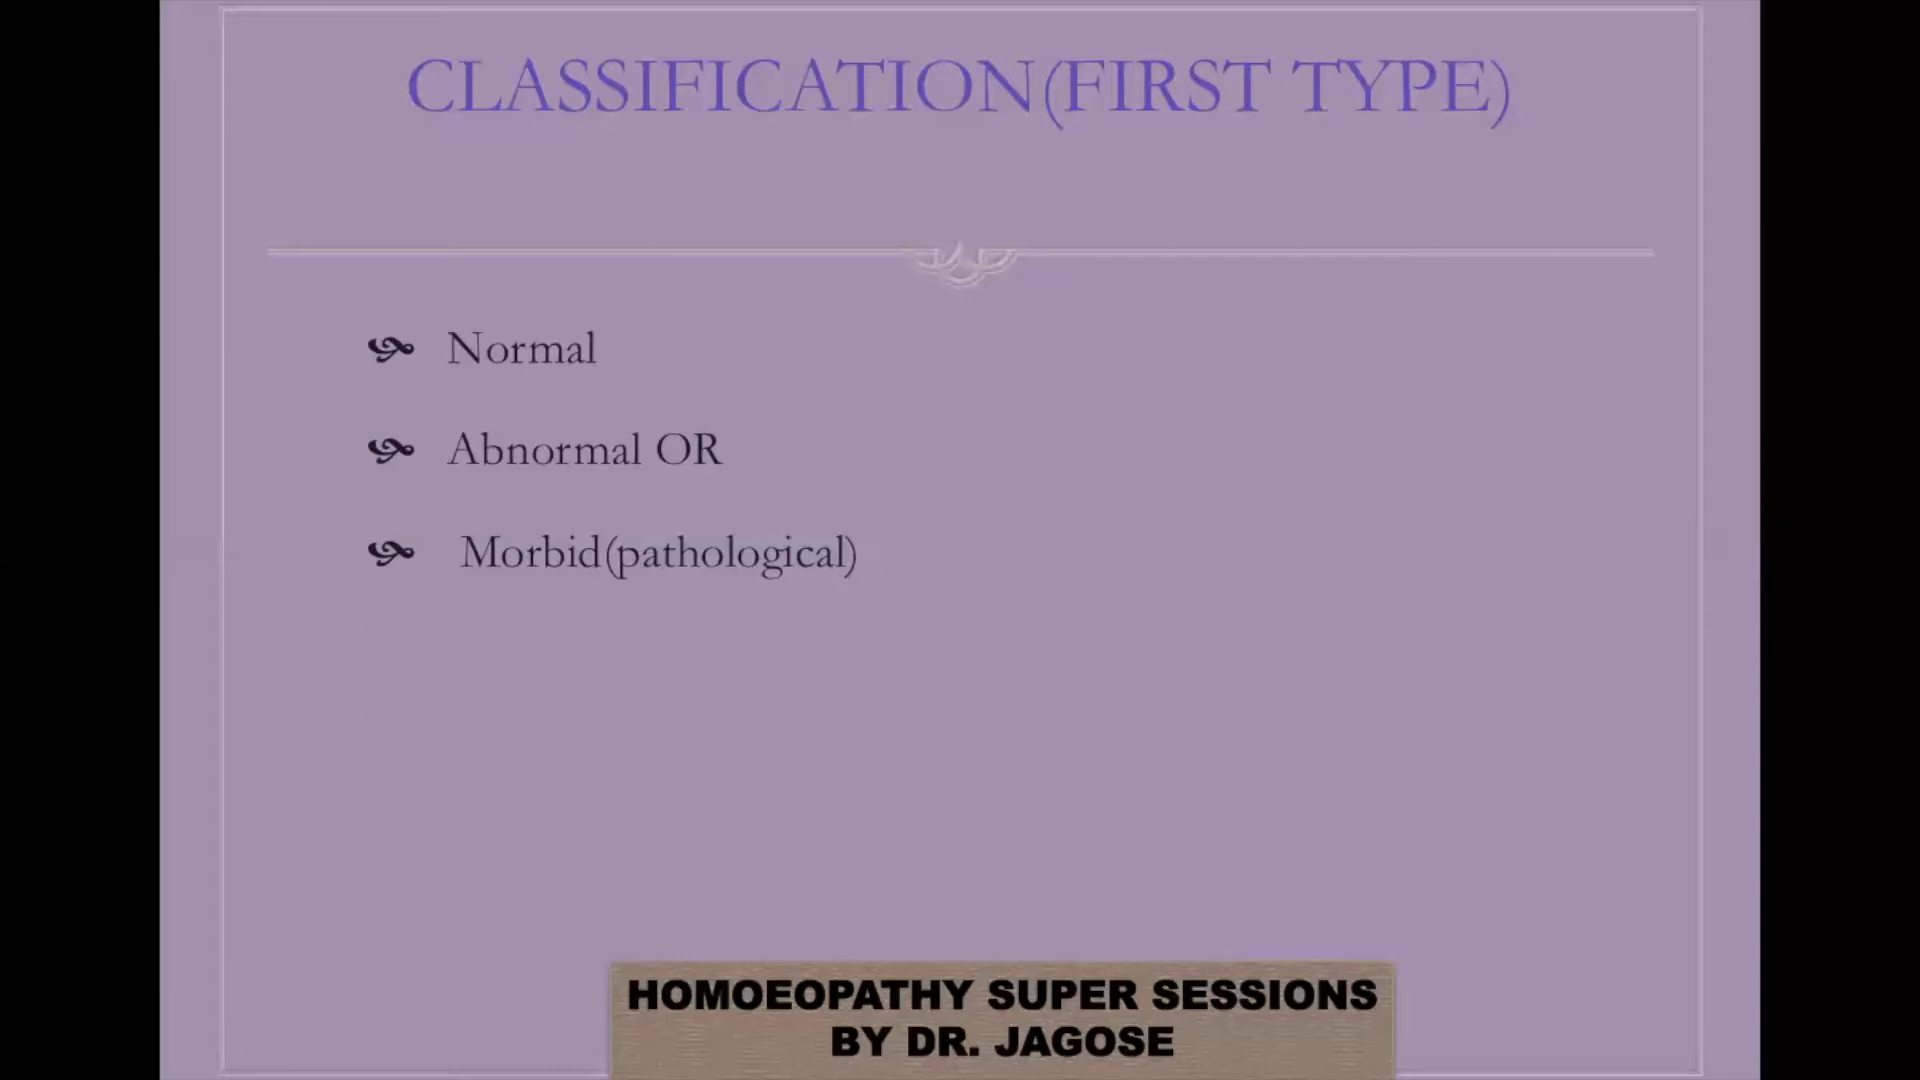 CLASSIFICATION(FIRST TYPE)
Normal
Abnormal OR
Morbid(pathological)
HOMOEOPATHY SUPER SESSIONS
BY DR. JAGOSE